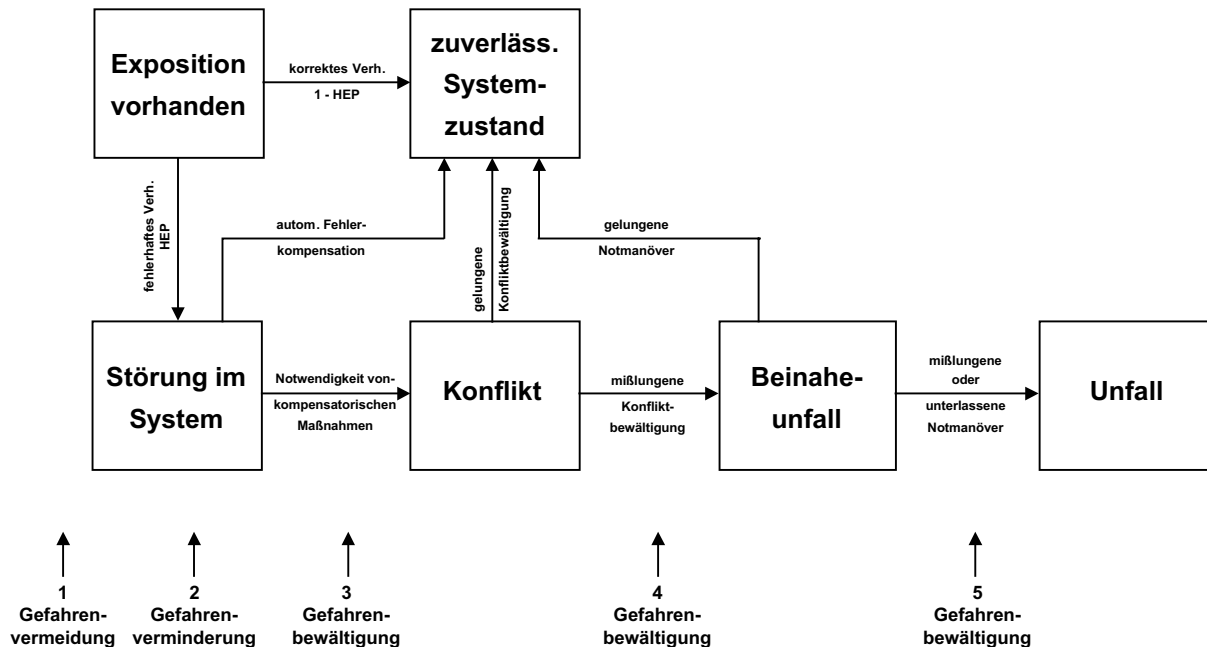 Exposition
vorhanden
korrektes Verh.
1 - HEP
zuverläss.
System-
zustand
fehlerhaftes Verh.
HEP
autom. Fehler-
kompensation
gelungene
Konfliktbewältigung
gelungene
Notmanöver
Störung im
System
Notwendigkeit von-
kompensatorischen
Maßnahmen
Konflikt
mißlungene
Konflikt-
bewältigung
Beinahe-
unfall
mißlungene
oder
unterlassene
Notmanöver
Unfall
1
Gefahren-
vermeidung
2
Gefahren-
verminderung
3
Gefahren-
bewältigung
4
Gefahren-
bewältigung
5
Gefahren-
bewältigung